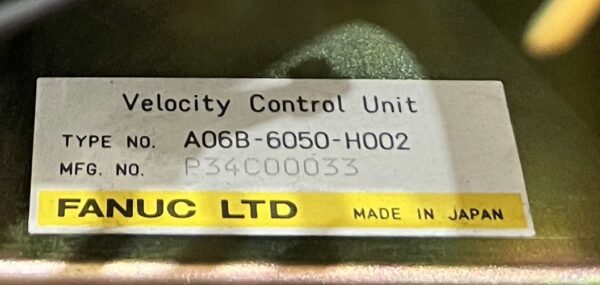 Velocity Control Unit
TYPE NO. A06B-6050-H002
MFG. NO. P34C00033
FANUC LTD MADE IN JAPAN